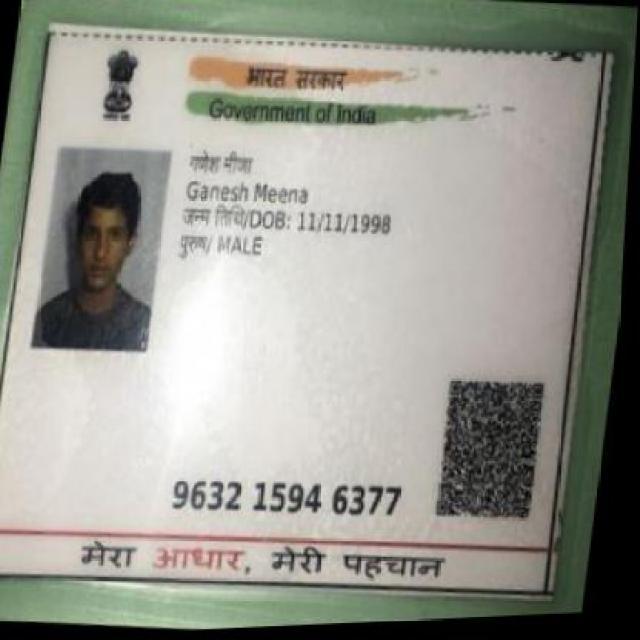 भारत सरकार
Government of India
गणेश
Ganesh Meena
जन्म तिथि/DOB: 11/11/1998
पुरुष/ MALE
9632 1594 6377
मेरा आधार, मेरी पहचान